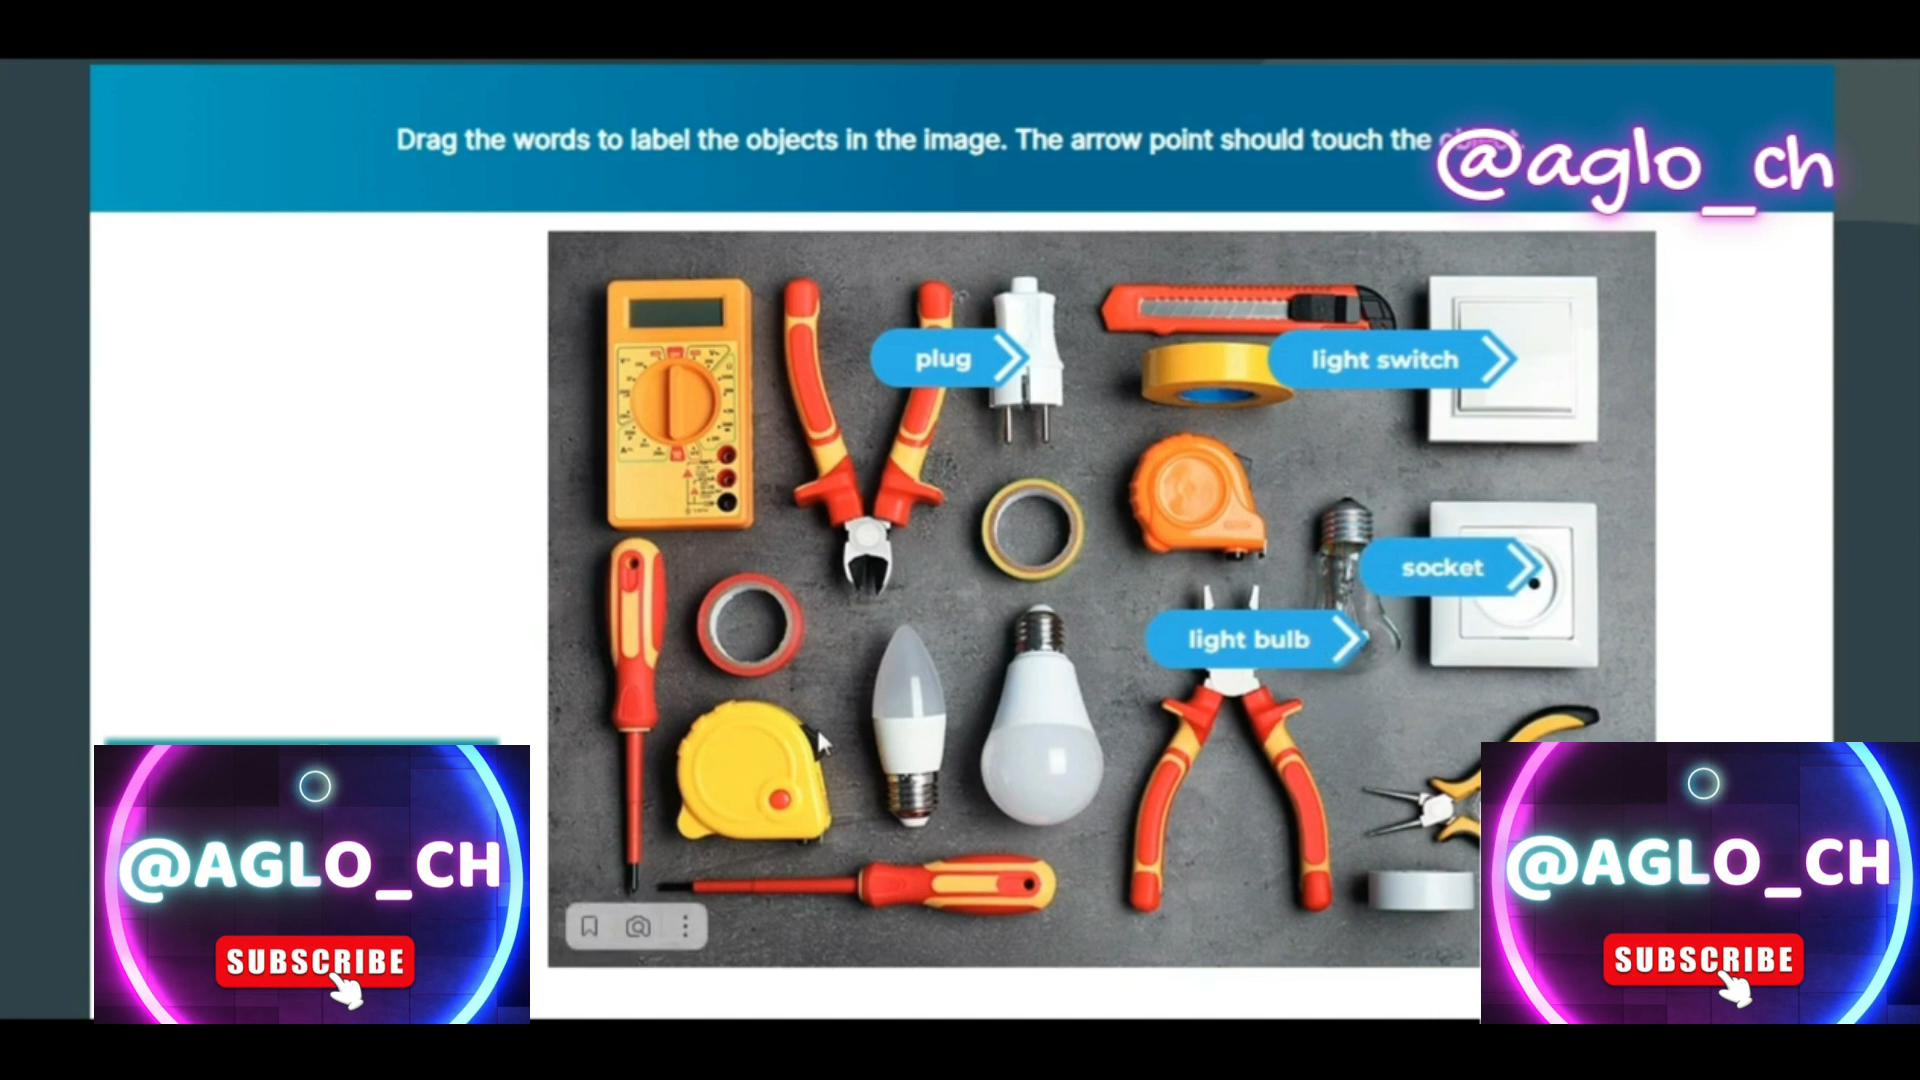 Drag the words to label the objects in the image. The arrow point should touch the
@aglo_ch
plug
light switch
socket
light bulb
@AGLO_CH
SUBSCRIBE
@AGLO_CH
SUBSCRIBE